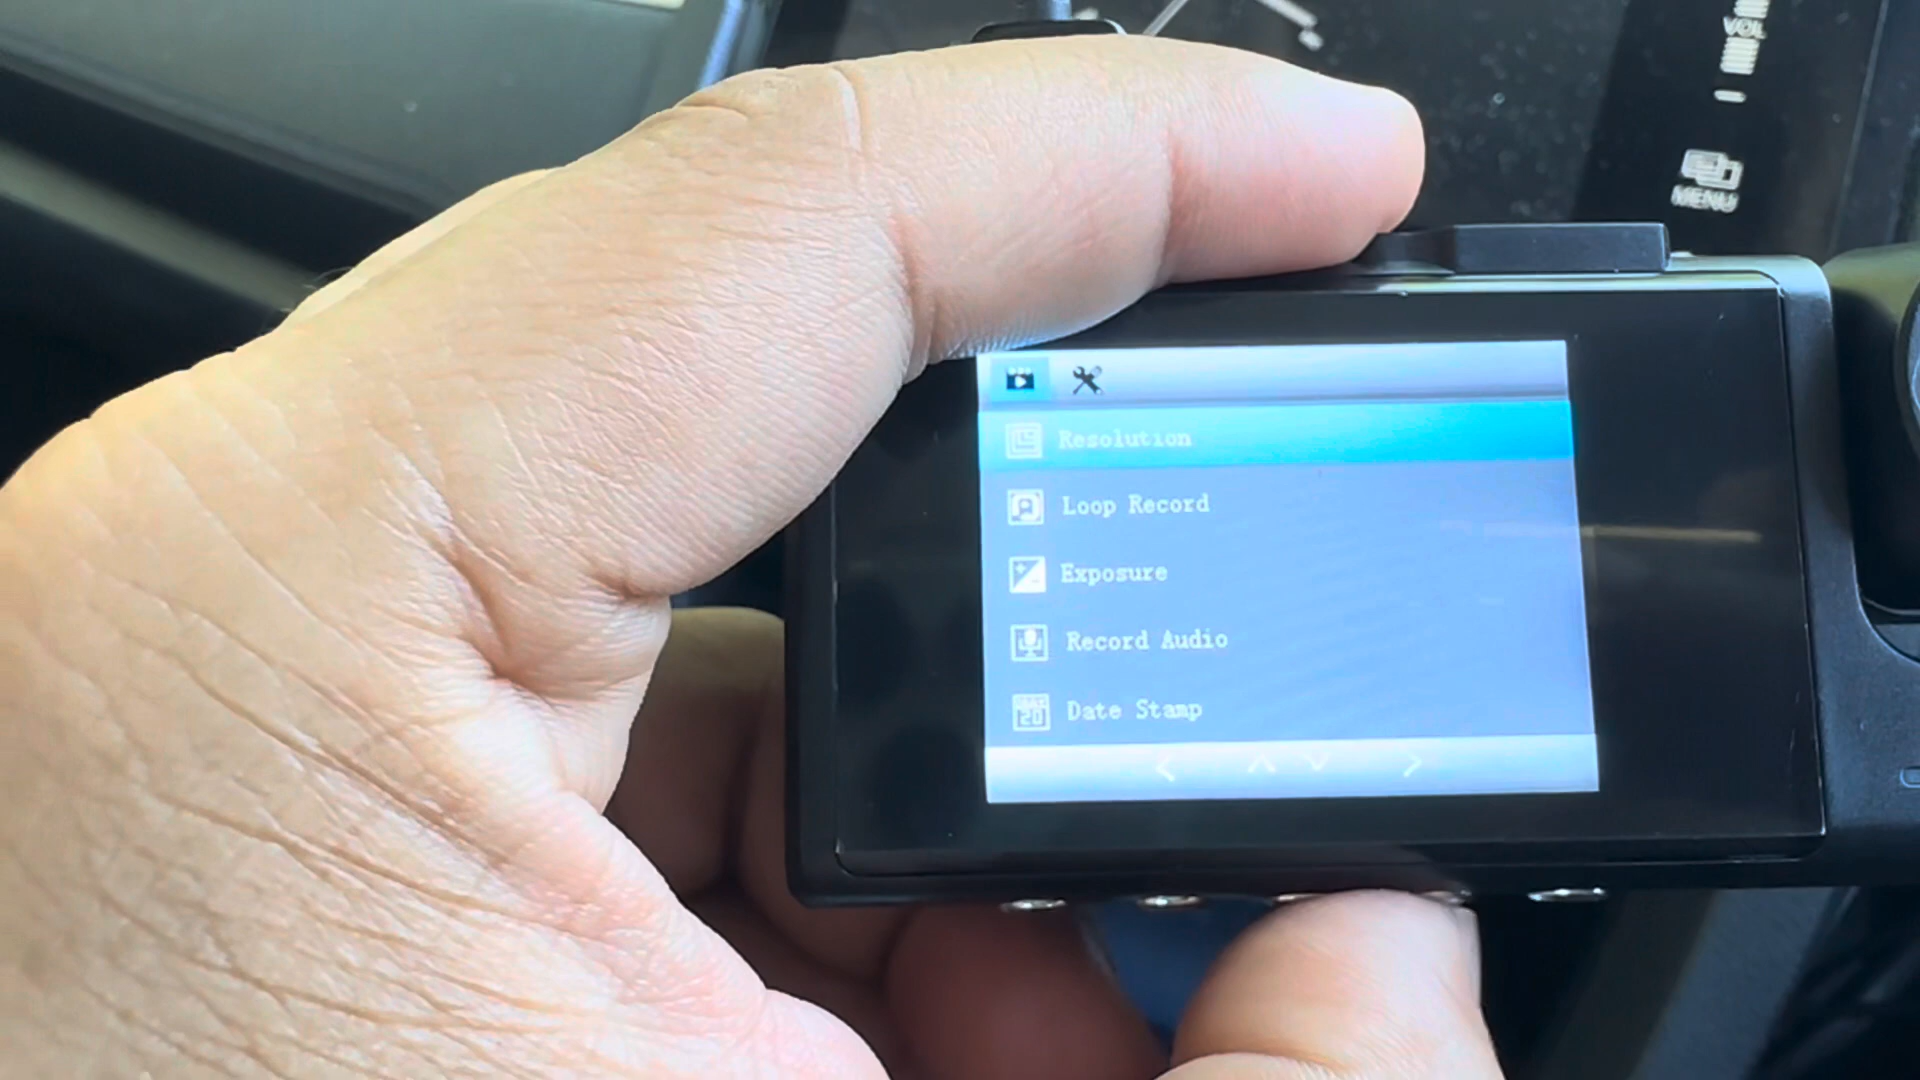 VOL
MENU
Resolution
Loop Record
Exposure
Record Audio
Date Stamp